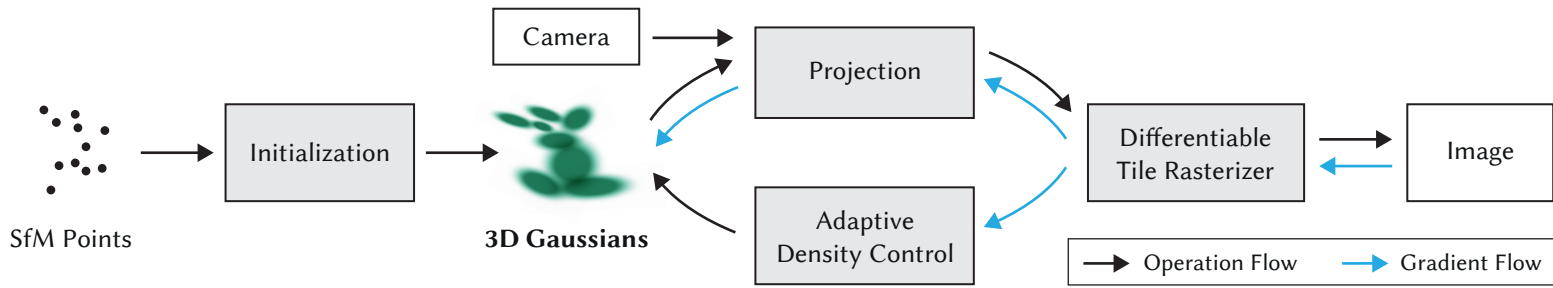 Camera
Projection
Initialization
Differentiable
Tile Rasterizer
Image
SfM Points
3D Gaussians
Adaptive
Density Control
Operation Flow
Gradient Flow